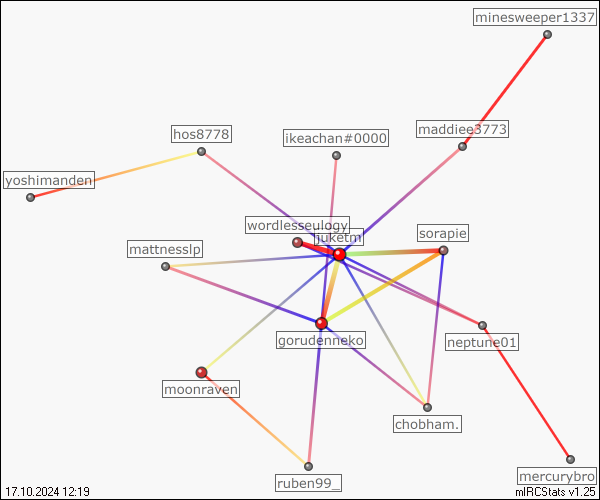 minesweeper1337
maddiee3773
hos8778
ikeachan#0000
yoshimanden
wordlesseulogy
juketm
sorapie
mattnesslp
gorudenneko
neptune01
moonraven
chobham.
ruben99_
mercurybro
17.10.2024 12:19
mIRCStats v1.25